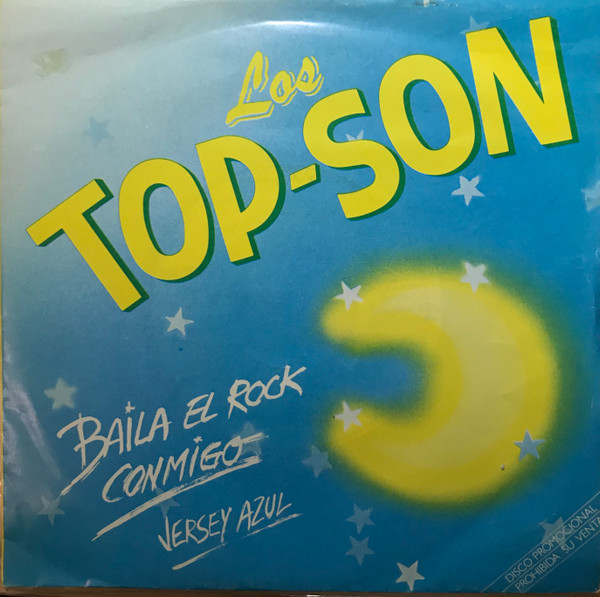 Los
TOP-SON
BAILA EL ROCK
CONMIGO
JERSEY AZUL
DISCO PROMOCIONAL
PROHIBIDA SU VENTA